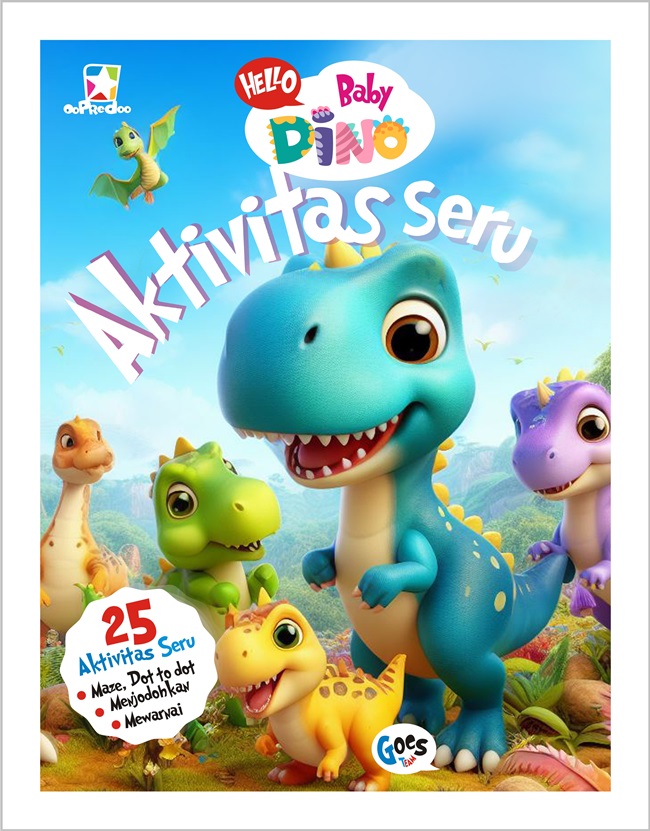 OOPREDOO
HELLO
Baby
DINO
Aktivitas Seru
25
Aktivitas Seru
• Maze, Dot to dot
• Menjodohkan
• Mewarnai
Goes
TEAM